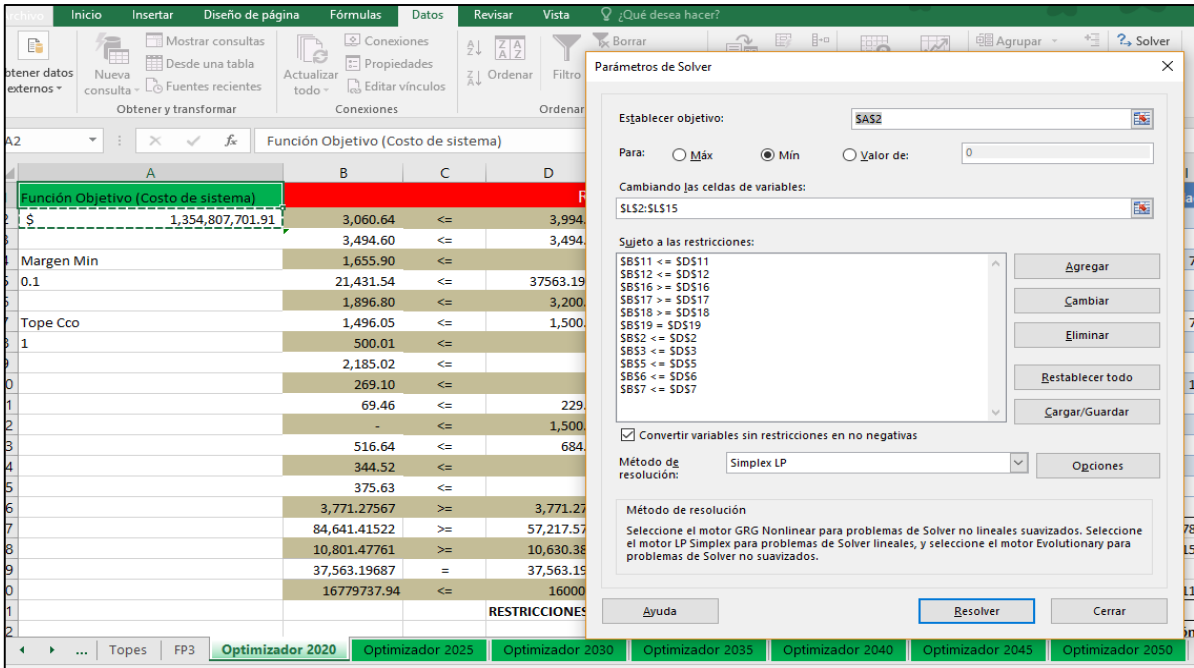 Archivo Inicio Insertar Diseño de página Fórmulas Datos Revisar Vista ¿Qué desea hacer?
Mostrar consultas
Desde una tabla
Fuentes recientes
Obtener datos externos
Nueva consulta
Obtener y transformar
Actualizar todo
Conexiones
Propiedades
Editar vínculos
Conexiones
Ordenar
Filtro
Borrar
Ordenar
Agrupar
Solver
A2 fx Función Objetivo (Costo de sistema)
A B C D
Función Objetivo (Costo de sistema)
$ 1,354,807,701.91 3,060.64 <= 3,994.
3,494.60 <= 3,494.
Margen Min 1,655.90 <=
0.1 21,431.54 <= 37563.19
1,896.80 <= 3,200.
Tope Cco 1,496.05 <= 1,500.
1 500.01 <=
2,185.02 <=
269.10 <=
69.46 <= 229.
- <= 1,500.
516.64 <= 684.
344.52 <=
375.63 <=
3,771.27567 >= 3,771.27
84,641.41522 >= 57,217.57
10,801.47761 >= 10,630.38
37,563.19687 = 37,563.19
16779737.94 <= 16000
RESTRICCIONES
... Topes FP3 Optimizador 2020 Optimizador 2025 Optimizador 2030 Optimizador 2035 Optimizador 2040 Optimizador 2045 Optimizador 2050
Parámetros de Solver
Establecer objetivo: $A$2
Para: Máx Mín Valor de: 0
Cambiando las celdas de variables:
$L$2:$L$15
Sujeto a las restricciones:
$B$11 <= $D$11
$B$12 <= $D$12
$B$16 >= $D$16
$B$17 >= $D$17
$B$18 >= $D$18
$B$19 = $D$19
$B$2 <= $D$2
$B$3 <= $D$3
$B$5 <= $D$5
$B$6 <= $D$6
$B$7 <= $D$7
Agregar
Cambiar
Eliminar
Restablecer todo
Cargar/Guardar
Convertir variables sin restricciones en no negativas
Método de resolución: Simplex LP
Opciones
Método de resolución
Seleccione el motor GRG Nonlinear para problemas de Solver no lineales suavizados. Seleccione
el motor LP Simplex para problemas de Solver lineales, y seleccione el motor Evolutionary para
problemas de Solver no suavizados.
Ayuda
Resolver
Cerrar